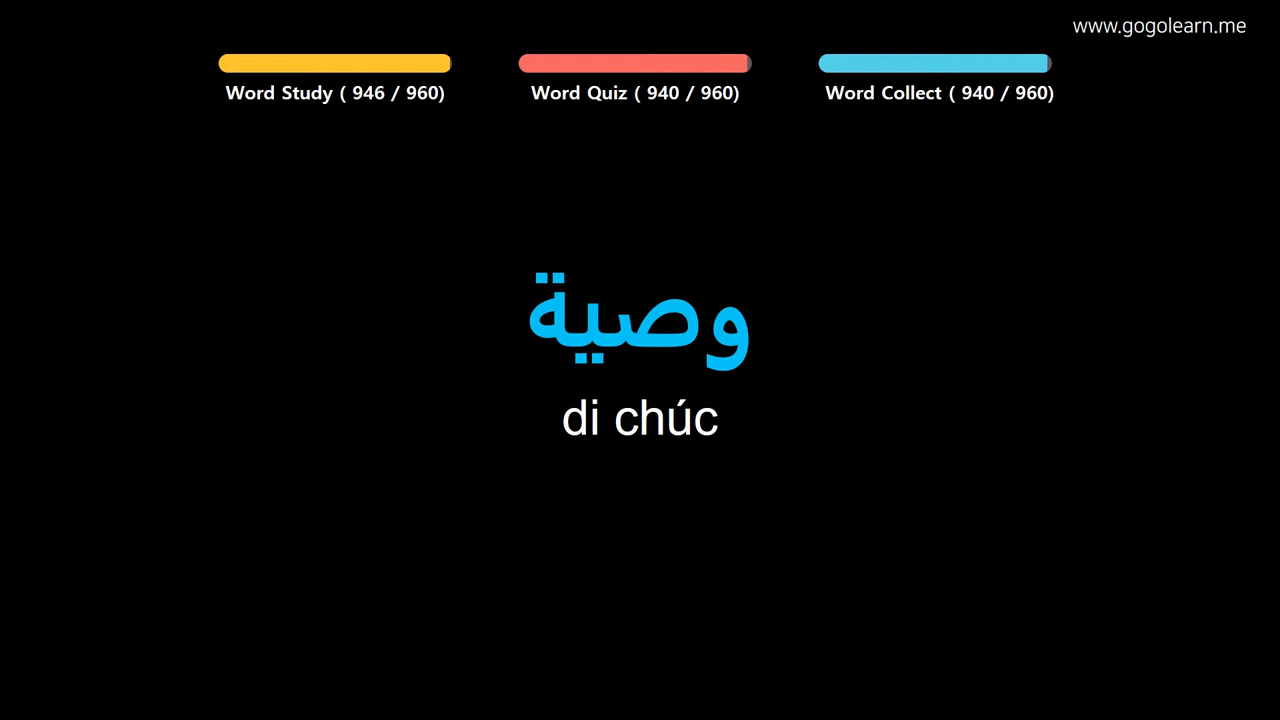 www.gogolearn.me
Word Study ( 946 / 960)
Word Quiz ( 940 / 960)
Word Collect ( 940 / 960)
وصية
di chúc